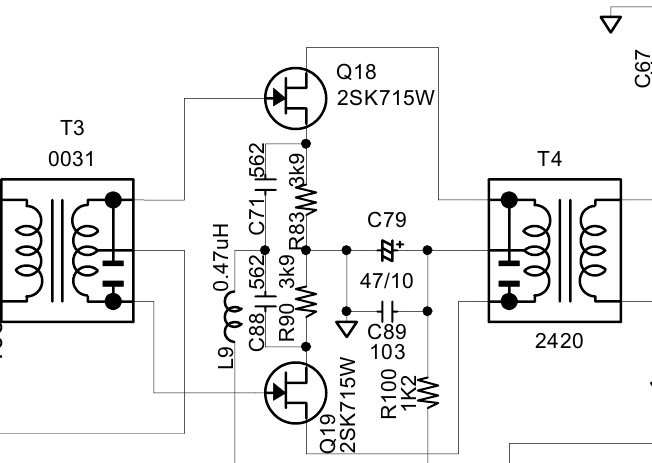 Q18
2SK715W
C67
T3
0031
T4
562
3k9
C71
R83
C79
+
47/10
0.47uH
562
3k9
C88
R90
L9
C89
103
2420
R100
1K2
Q19
2SK715W